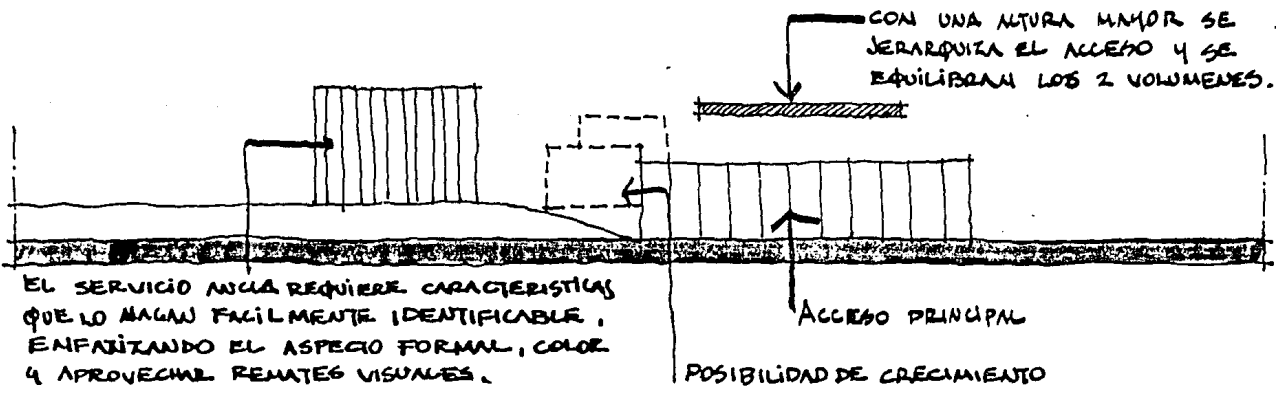 CON UNA ALTURA MAYOR SE
JERARQUIZA EL ACCESO Y SE
EQUILIBRAN LOS 2 VOLUMENES.
EL SERVICIO ANCLA REQUIERE CARACTERISTICAS
QUE LO HAGAN FACILMENTE IDENTIFICABLE,
ENFATIZANDO EL ASPECTO FORMAL, COLOR
Y APROVECHAR REMATES VISUALES.
ACCESO PRINCIPAL
POSIBILIDAD DE CRECIMIENTO